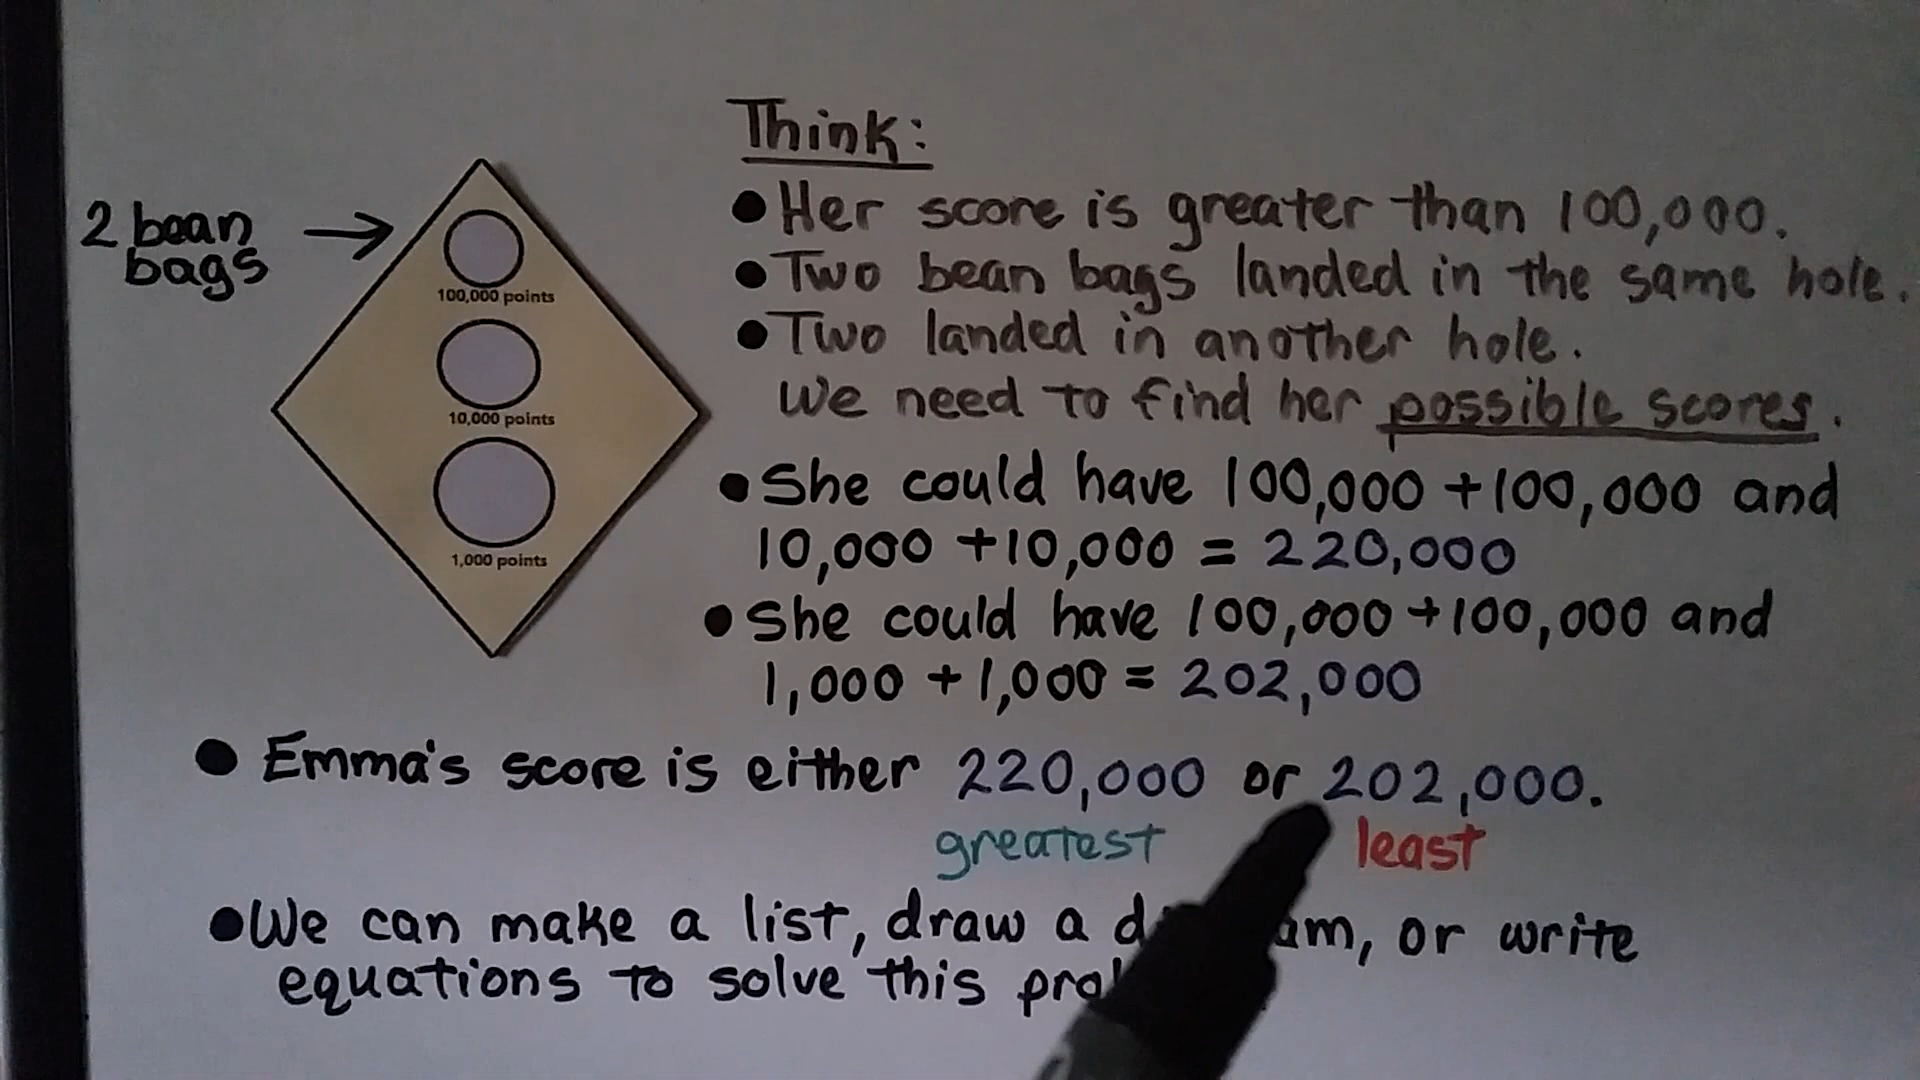 2 bean
bags
100,000 points
10,000 points
1,000 points
Think:
● Her score is greater than 100,000.
● Two bean bags landed in the same hole.
● Two landed in another hole.
We need to find her possible scores.
● She could have 100,000 + 100,000 and
10,000 + 10,000 = 220,000
● She could have 100,000 + 100,000 and
1,000 + 1,000 = 202,000
● Emma's score is either 220,000 or 202,000.
greatest least
● We can make a list, draw a or write
equations to solve this